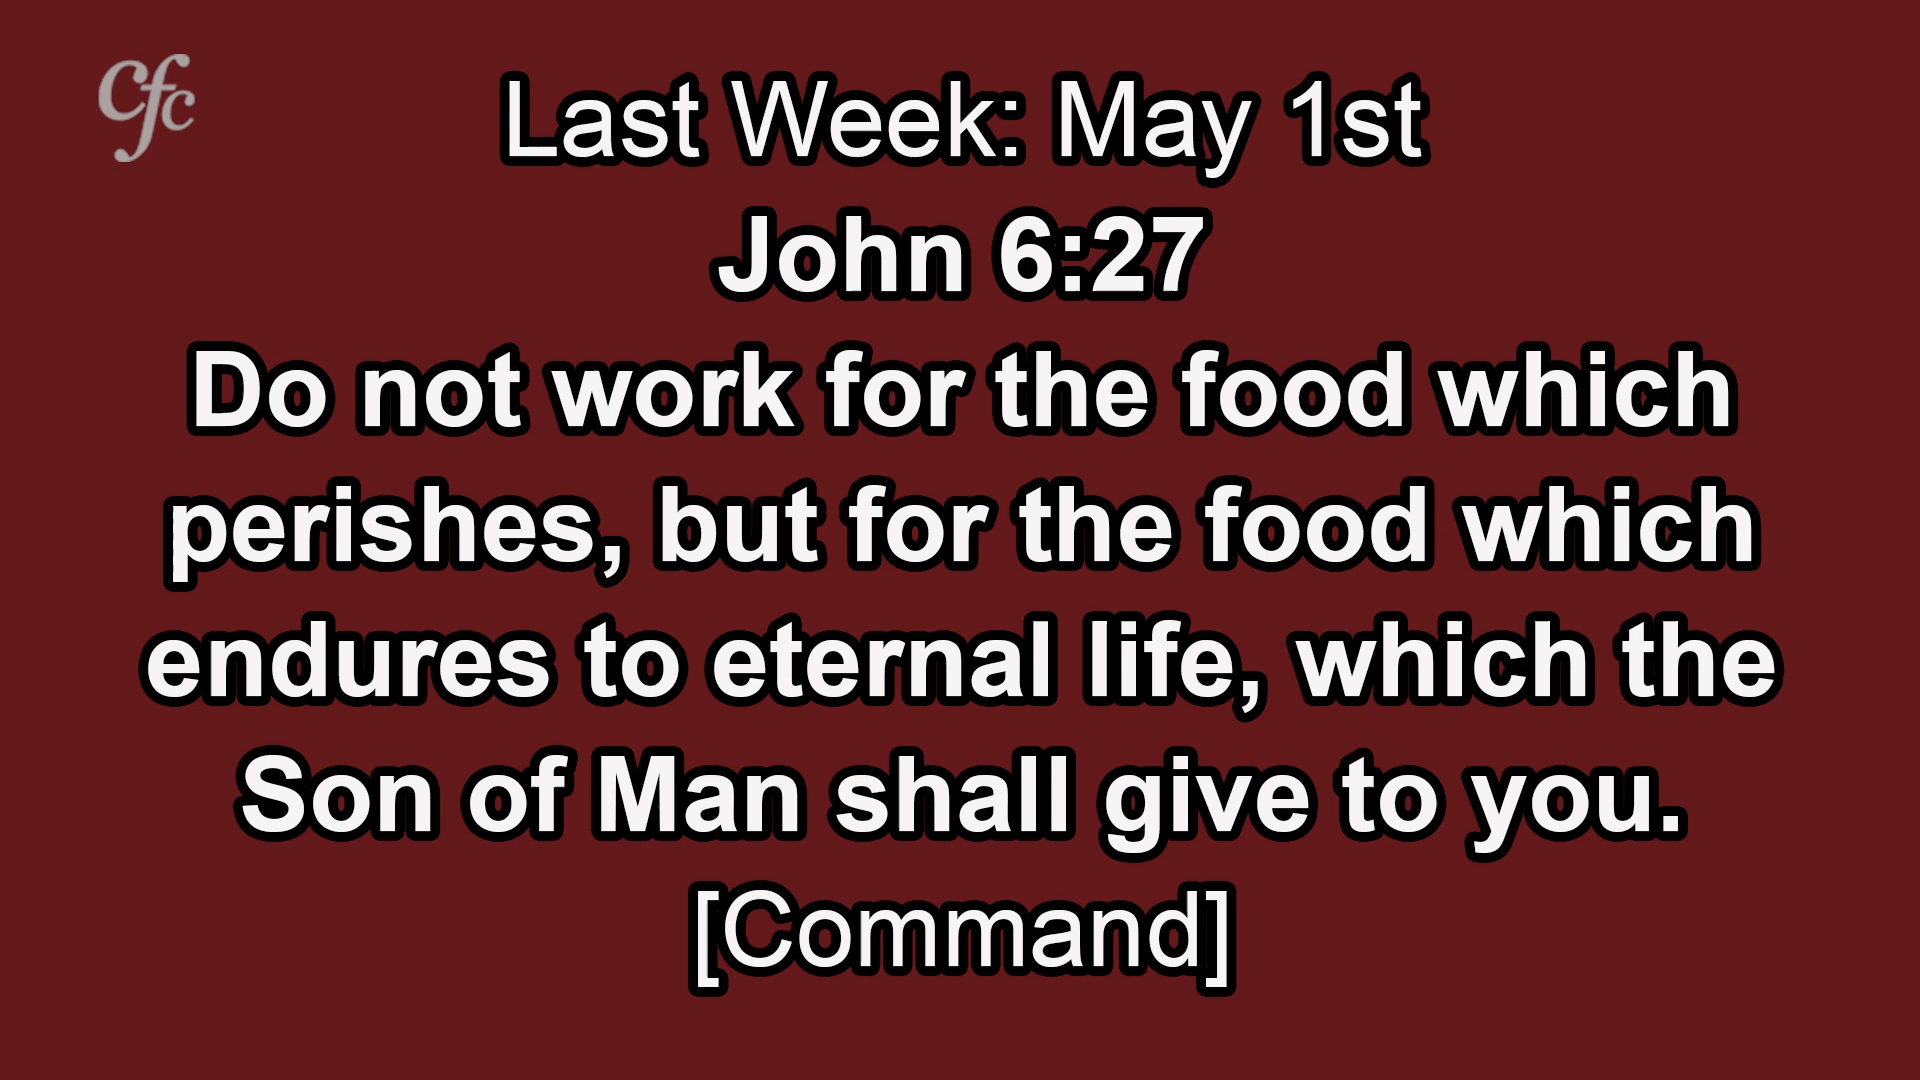 cfc
Last Week: May 1st
John 6:27
Do not work for the food which
perishes, but for the food which
endures to eternal life, which the
Son of Man shall give to you.
[Command]